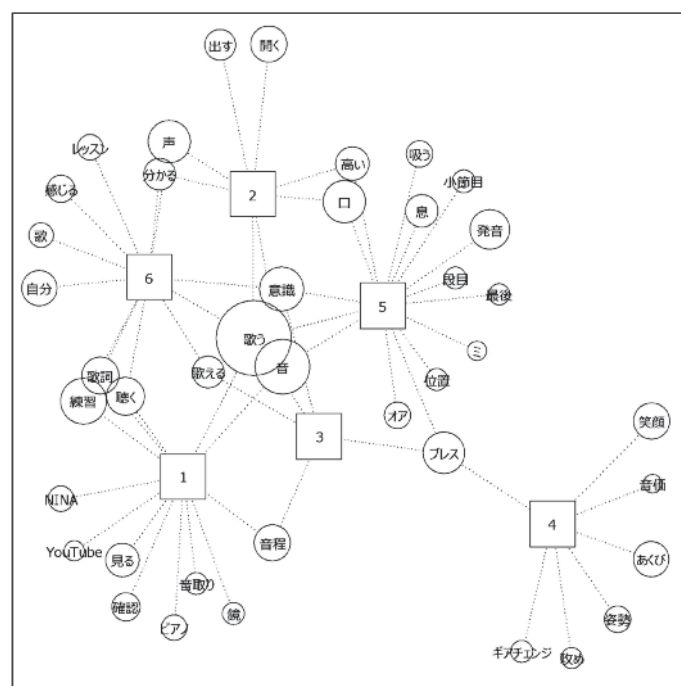 出す
開く
声
レッスン
分かる
高い
吸う
小節目
感じる
2
口
息
発音
歌
6
自分
意識
5
段目
最後
歌う
ミ
音
歌詞
歌える
位置
練習
聴く
オア
笑顔
3
ブレス
1
音価
NINA
4
YouTube
見る
音程
あくび
音取り
確認
鏡
ピアノ
姿勢
ギアチェンジ
攻め